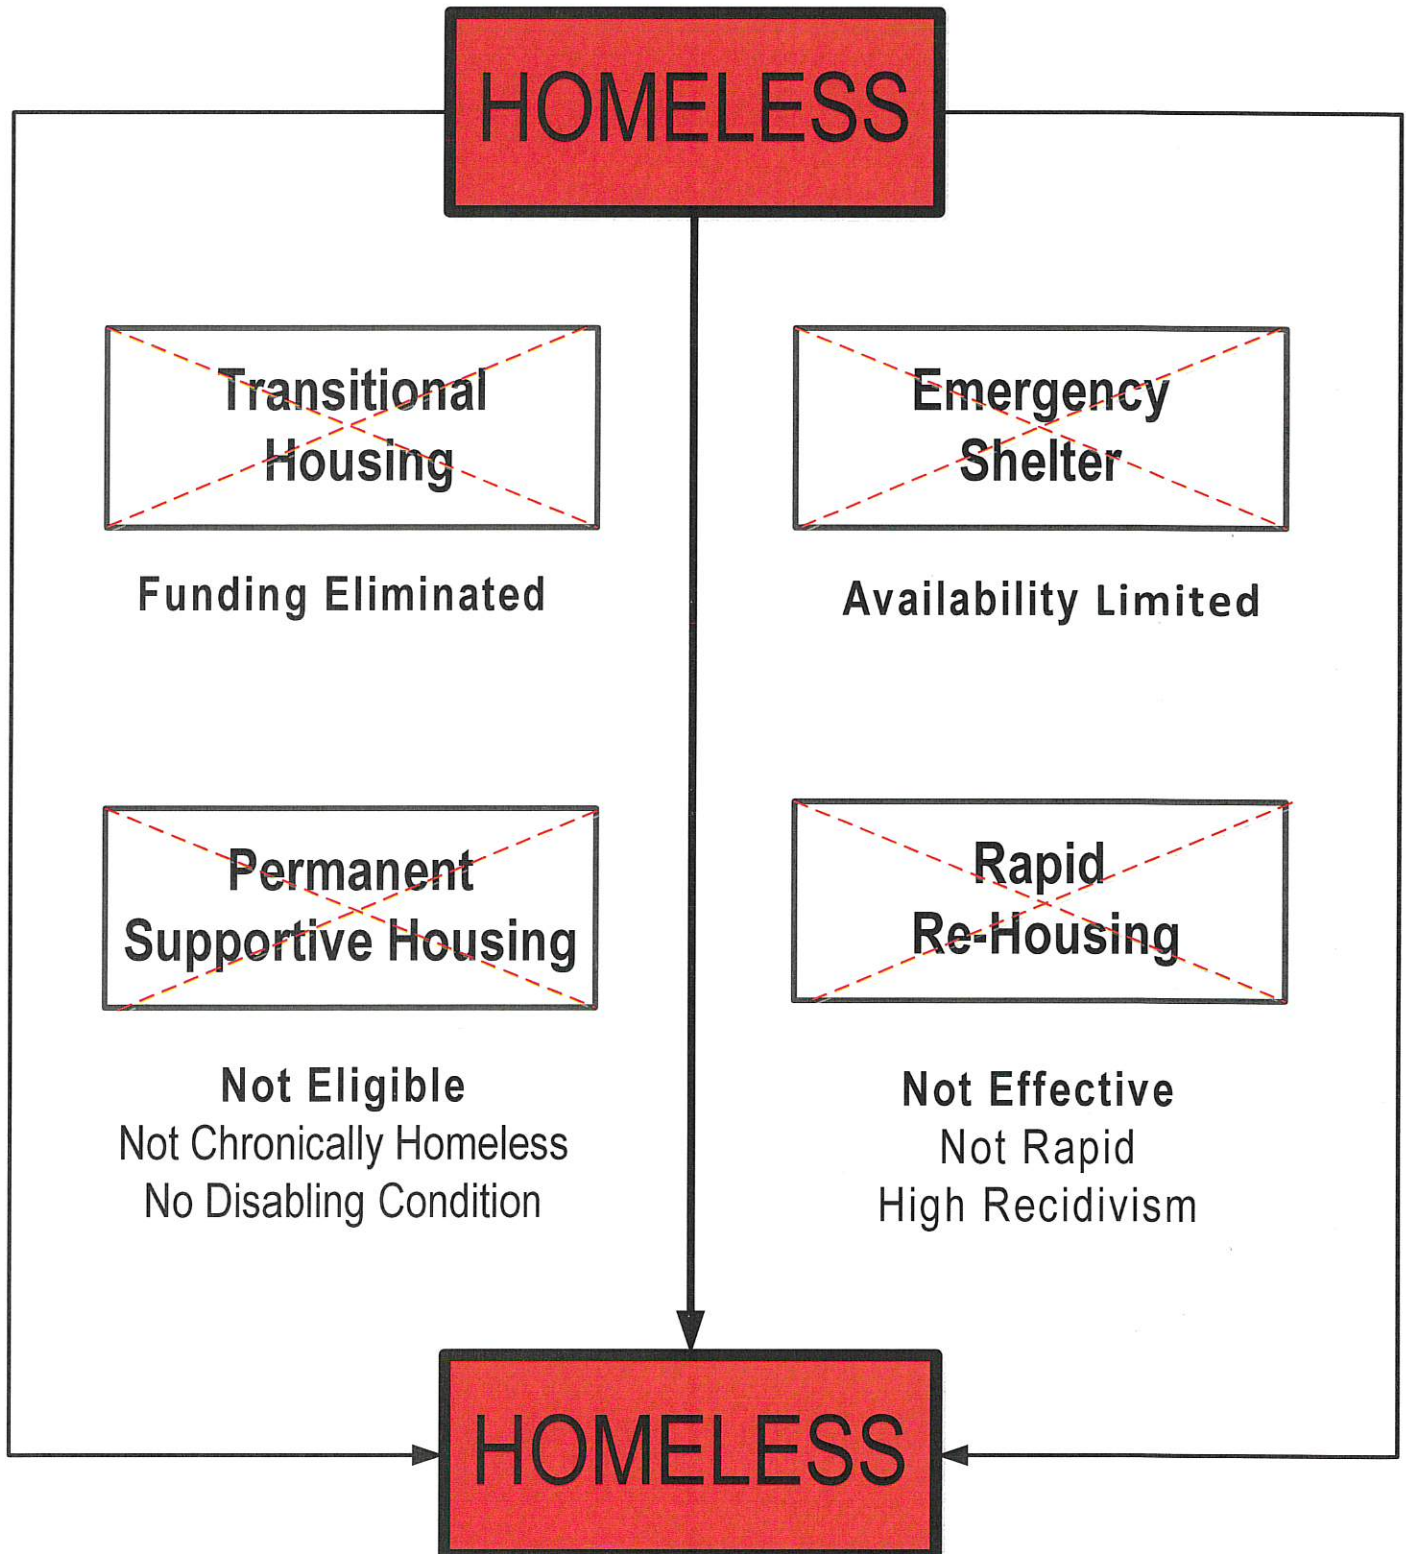 HOMELESS
Transitional
Housing
Funding Eliminated
Emergency
Shelter
Availability Limited
Permanent
Supportive Housing
Not Eligible
Not Chronically Homeless
No Disabling Condition
Rapid
Re-Housing
Not Effective
Not Rapid
High Recidivism
HOMELESS